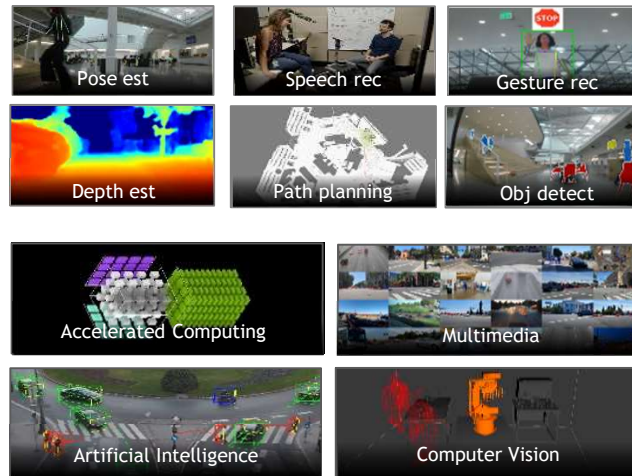 Pose est
Speech rec
STOP
Gesture rec
Depth est
Path planning
Obj detect
Accelerated Computing
Multimedia
Artificial Intelligence
Computer Vision